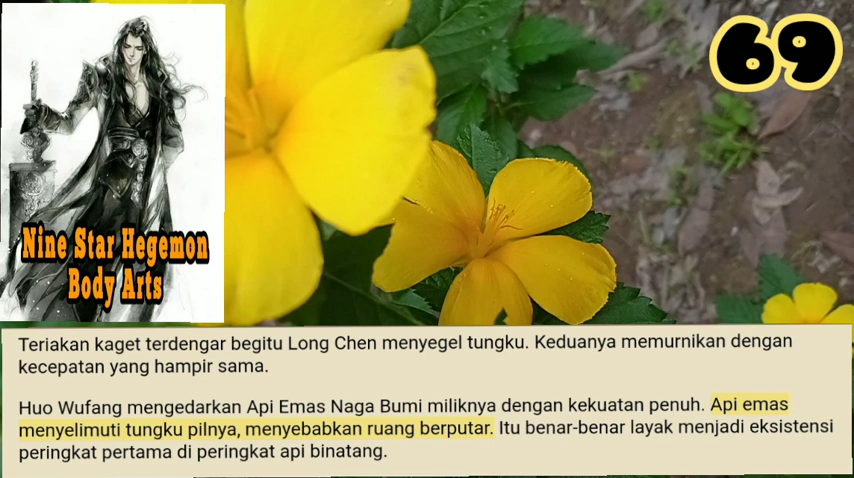 69
Nine Star Hegemon
Body Arts
Teriakan kaget terdengar begitu Long Chen menyegel tungku. Keduanya memurnikan dengan
kecepatan yang hampir sama.
Huo Wufang mengedarkan Api Emas Naga Bumi miliknya dengan kekuatan penuh. Api emas
menyelimuti tungku pilnya, menyebabkan ruang berputar. Itu benar-benar layak menjadi eksistensi
peringkat pertama di peringkat api binatang.